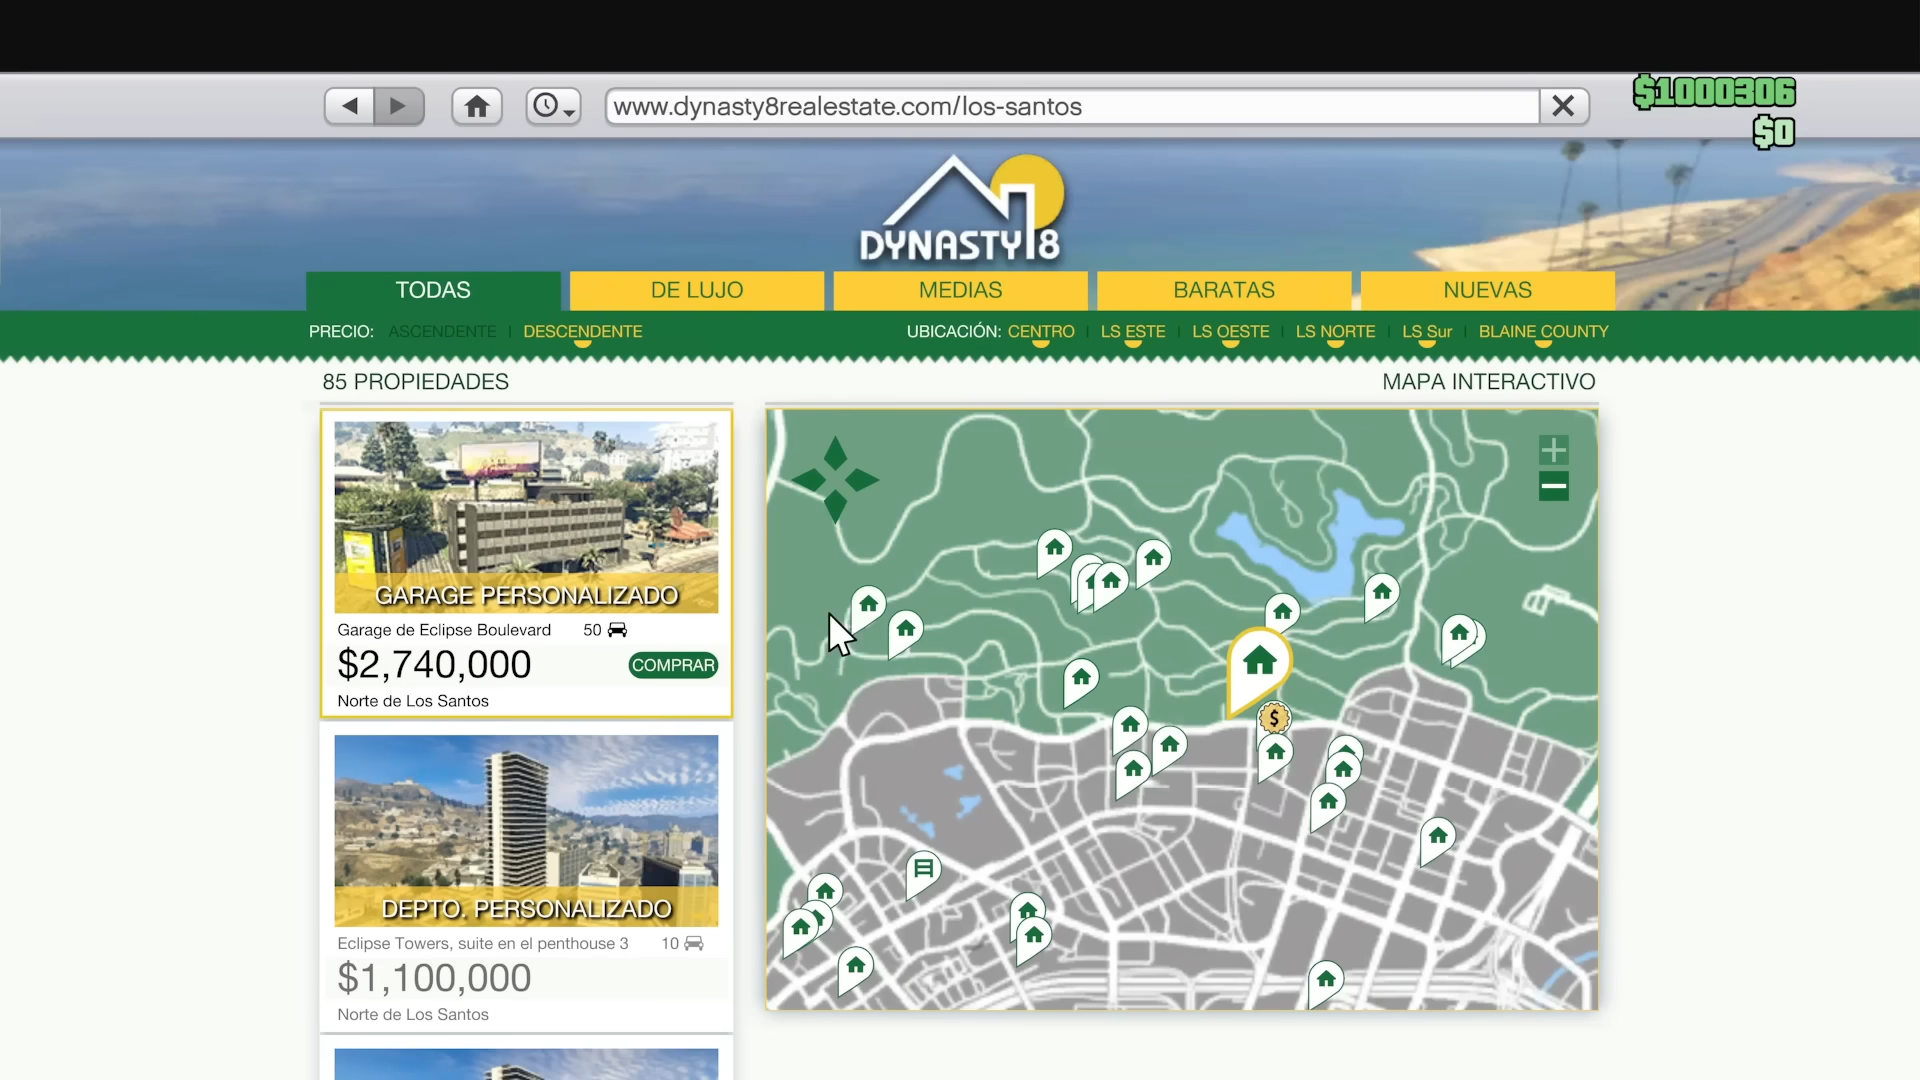 www.dynasty8realestate.com/los-santos
$1000306
$0
DYNASTY 8
TODAS
DE LUJO
MEDIAS
BARATAS
NUEVAS
PRECIO: ASCENDENTE | DESCENDENTE
UBICACIÓN: CENTRO | LS ESTE | LS OESTE | LS NORTE | LS Sur | BLAINE COUNTY
85 PROPIEDADES
MAPA INTERACTIVO
GARAGE PERSONALIZADO
Garage de Eclipse Boulevard 50
$2,740,000
COMPRAR
Norte de Los Santos
DEPTO. PERSONALIZADO
Eclipse Towers, suite en el penthouse 3 10
$1,100,000
Norte de Los Santos
$